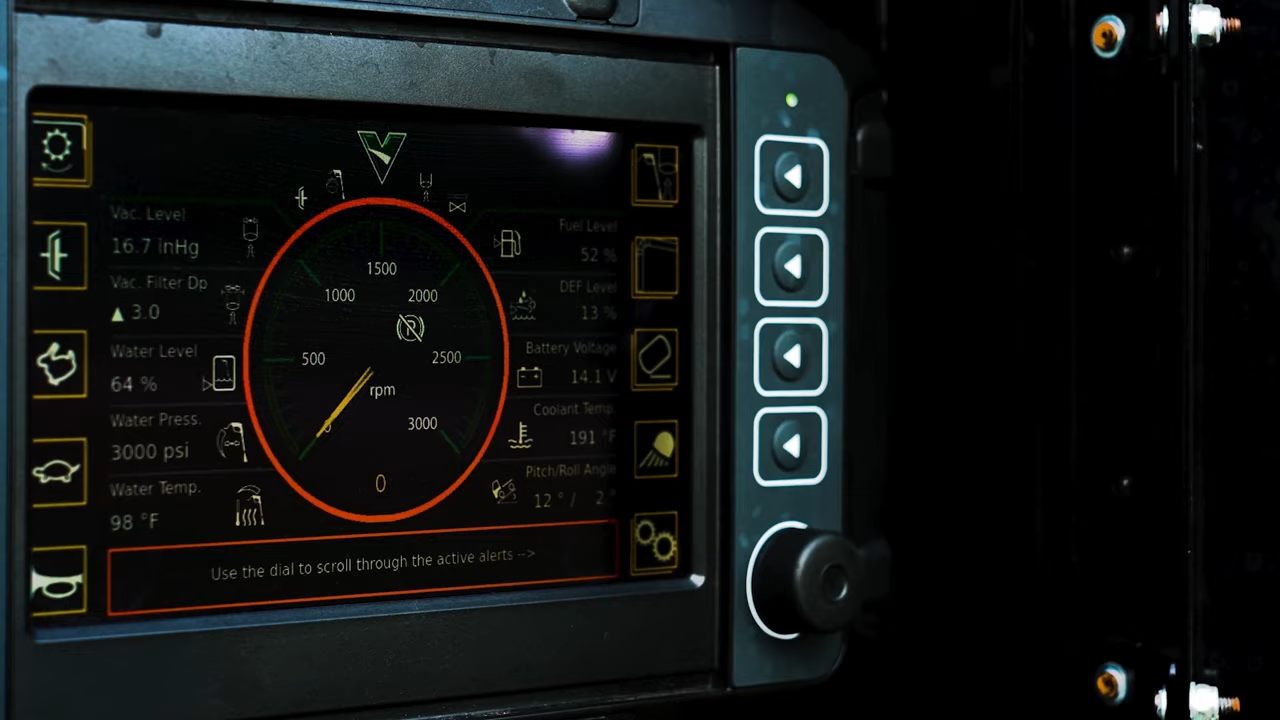 Vac. Level
16.7 inHg
Vac. Filter Dp
▲ 3.0
Water Level
64 %
Water Press.
3000 psi
Water Temp.
98 °F
1500
1000
2000
500
2500
rpm
0
3000
0
Fuel Level
52 %
DEF Level
13 %
Battery Voltage
14.1 V
Coolant Temp.
191 °F
Pitch/Roll Angle
12 ° / 2 °
Use the dial to scroll through the active alerts -->